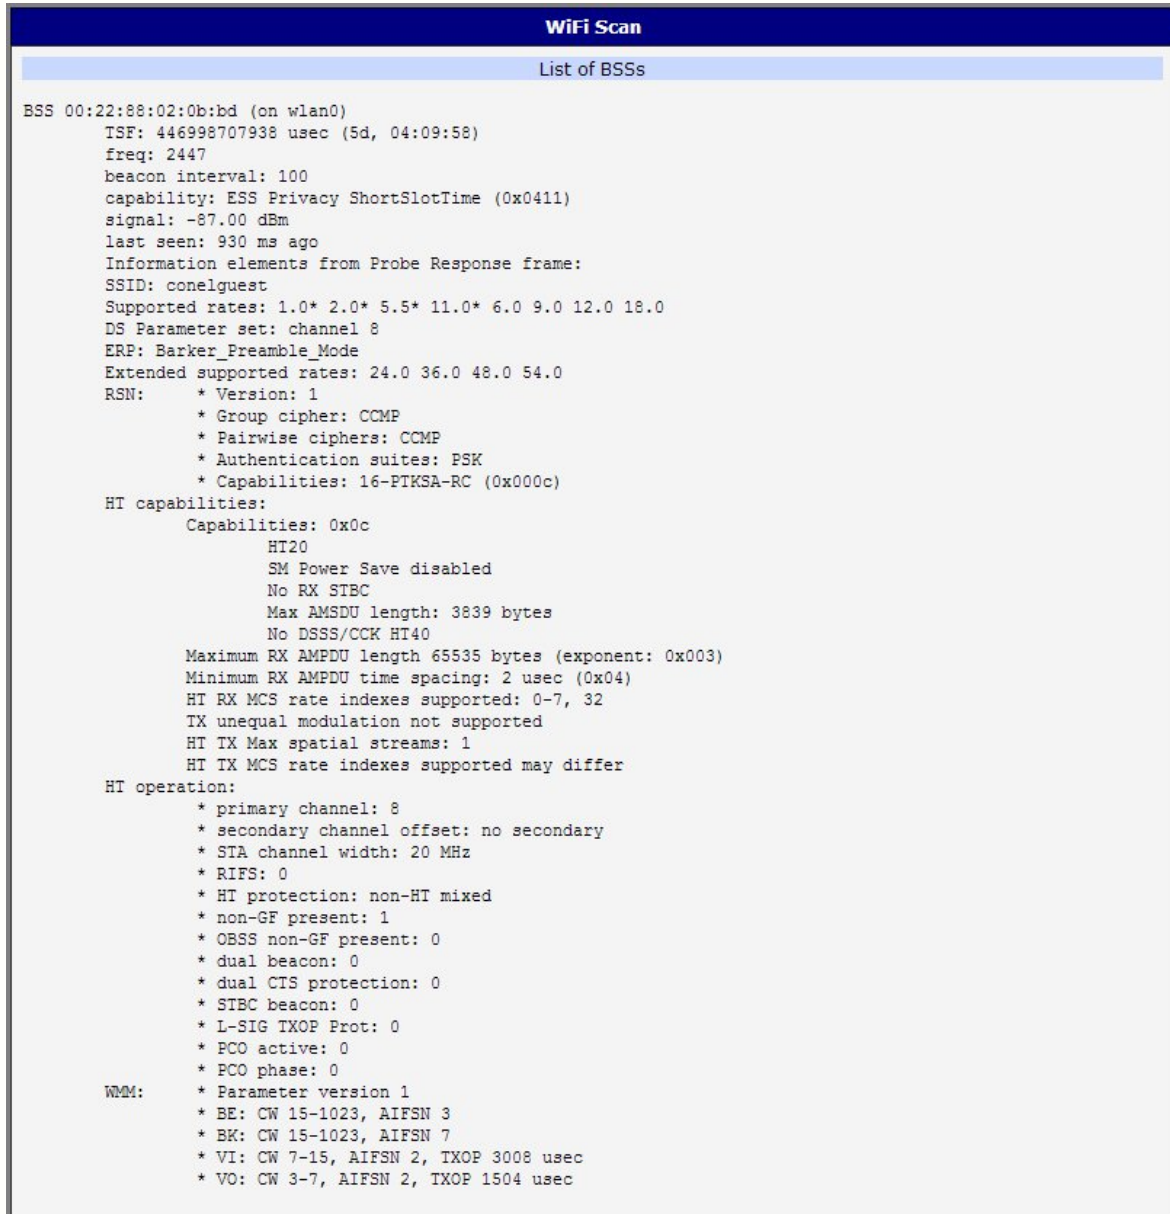 WiFi Scan
List of BSSs
BSS 00:22:88:02:0b:bd (on wlan0)
TSF: 446998707938 usec (5d, 04:09:58)
freq: 2447
beacon interval: 100
capability: ESS Privacy ShortSlotTime (0x0411)
signal: -87.00 dBm
last seen: 930 ms ago
Information elements from Probe Response frame:
SSID: conelguest
Supported rates: 1.0* 2.0* 5.5* 11.0* 6.0 9.0 12.0 18.0
DS Parameter set: channel 8
ERP: Barker_Preamble_Mode
Extended supported rates: 24.0 36.0 48.0 54.0
RSN: * Version: 1
* Group cipher: CCMP
* Pairwise ciphers: CCMP
* Authentication suites: PSK
* Capabilities: 16-PTKSA-RC (0x000c)
HT capabilities:
Capabilities: 0x0c
HT20
SM Power Save disabled
No RX STBC
Max AMSDU length: 3839 bytes
No DSSS/CCK HT40
Maximum RX AMPDU length 65535 bytes (exponent: 0x003)
Minimum RX AMPDU time spacing: 2 usec (0x04)
HT RX MCS rate indexes supported: 0-7, 32
TX unequal modulation not supported
HT TX Max spatial streams: 1
HT TX MCS rate indexes supported may differ
HT operation:
* primary channel: 8
* secondary channel offset: no secondary
* STA channel width: 20 MHz
* RIFS: 0
* HT protection: non-HT mixed
* non-GF present: 1
* OBSS non-GF present: 0
* dual beacon: 0
* dual CTS protection: 0
* STBC beacon: 0
* L-SIG TXOP Prot: 0
* PCO active: 0
* PCO phase: 0
WMM: * Parameter version 1
* BE: CW 15-1023, AIFSN 3
* BK: CW 15-1023, AIFSN 7
* VI: CW 7-15, AIFSN 2, TXOP 3008 usec
* VO: CW 3-7, AIFSN 2, TXOP 1504 usec